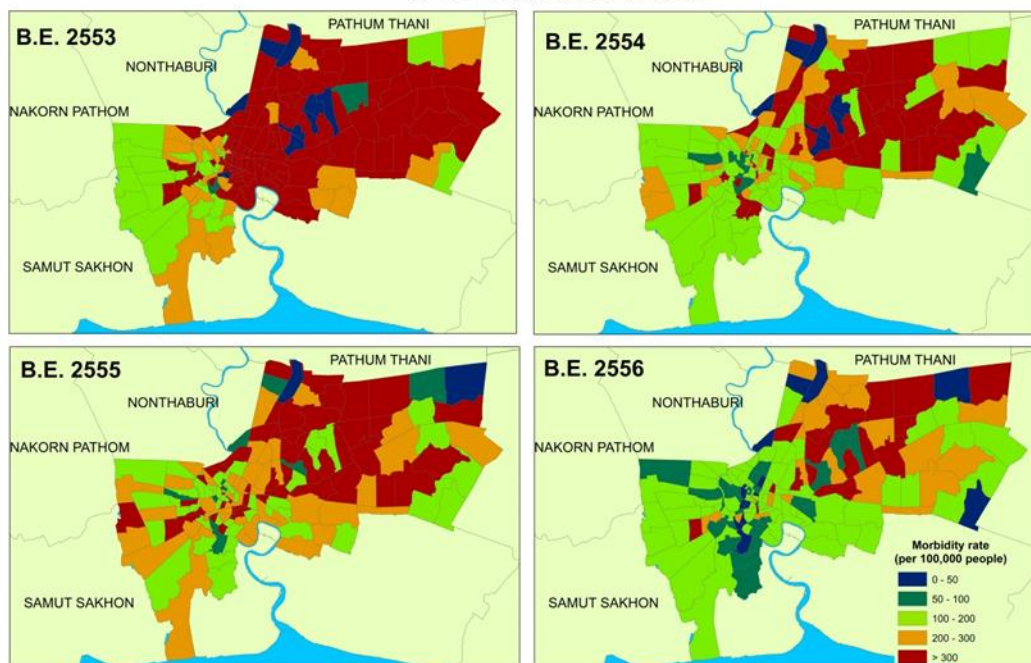 B.E. 2553
PATHUM THANI
NONTHABURI
NAKORN PATHOM
SAMUT SAKHON
B.E. 2554
PATHUM THANI
NONTHABURI
NAKORN PATHOM
SAMUT SAKHON
B.E. 2555
PATHUM THANI
NONTHABURI
NAKORN PATHOM
SAMUT SAKHON
B.E. 2556
PATHUM THANI
NONTHABURI
NAKORN PATHOM
SAMUT SAKHON
Morbidity rate
(per 100,000 people)
0 - 50
50 - 100
100 - 200
200 - 300
> 300